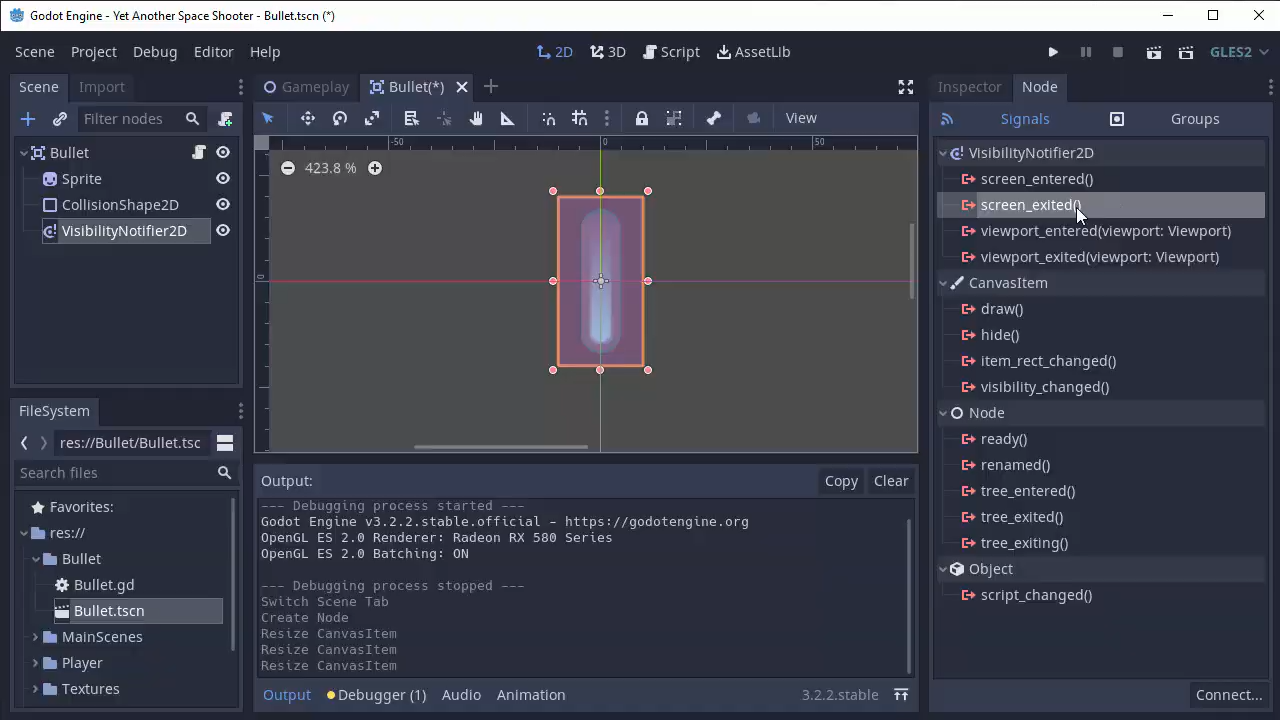 Godot Engine - Yet Another Space Shooter - Bullet.tscn (*)
Scene Project Debug Editor Help
2D 3D Script AssetLib
GLES2
Scene Import
Filter nodes
Bullet
Sprite
CollisionShape2D
VisibilityNotifier2D
FileSystem
res://Bullet/Bullet.tsc
Search files
Favorites:
res://
Bullet
Bullet.gd
Bullet.tscn
MainScenes
Player
Textures
Gameplay Bullet(*)
View
-50 0 50
423.8 %
0
Output: Copy Clear
--- Debugging process started ---
Godot Engine v3.2.2.stable.official - https://godotengine.org
OpenGL ES 2.0 Renderer: Radeon RX 580 Series
OpenGL ES 2.0 Batching: ON
--- Debugging process stopped ---
Switch Scene Tab
Create Node
Resize CanvasItem
Resize CanvasItem
Resize CanvasItem
Output Debugger (1) Audio Animation 3.2.2.stable
Inspector Node
Signals Groups
VisibilityNotifier2D
screen_entered()
screen_exited()
viewport_entered(viewport: Viewport)
viewport_exited(viewport: Viewport)
CanvasItem
draw()
hide()
item_rect_changed()
visibility_changed()
Node
ready()
renamed()
tree_entered()
tree_exited()
tree_exiting()
Object
script_changed()
Connect...